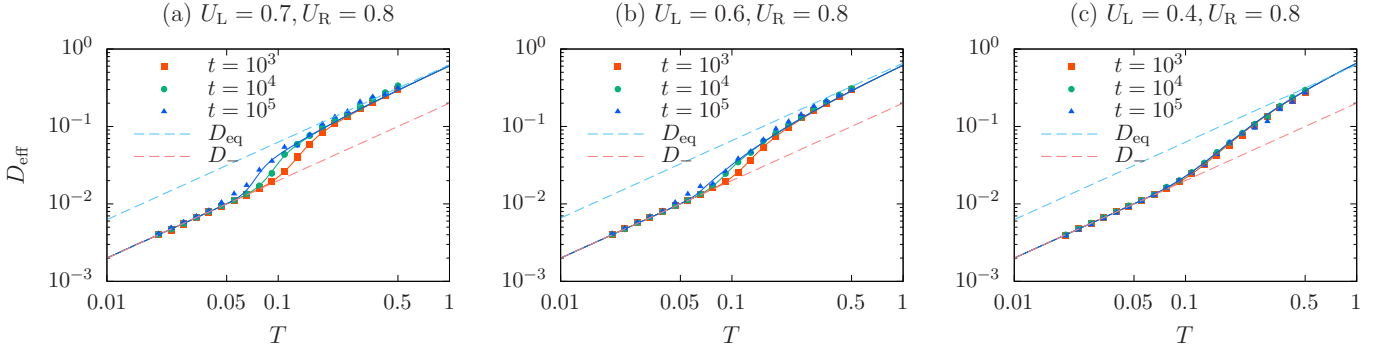 (a) U_L = 0.7, U_R = 0.8
D_eff
10^0
10^-1
10^-2
10^-3
t = 10^3
t = 10^4
t = 10^5
D_eq
D_−
0.01 0.05 0.1 0.5 1
T
(b) U_L = 0.6, U_R = 0.8
10^0
10^-1
10^-2
10^-3
t = 10^3
t = 10^4
t = 10^5
D_eq
D_−
0.01 0.05 0.1 0.5 1
T
(c) U_L = 0.4, U_R = 0.8
10^0
10^-1
10^-2
10^-3
t = 10^3
t = 10^4
t = 10^5
D_eq
D_−
0.01 0.05 0.1 0.5 1
T